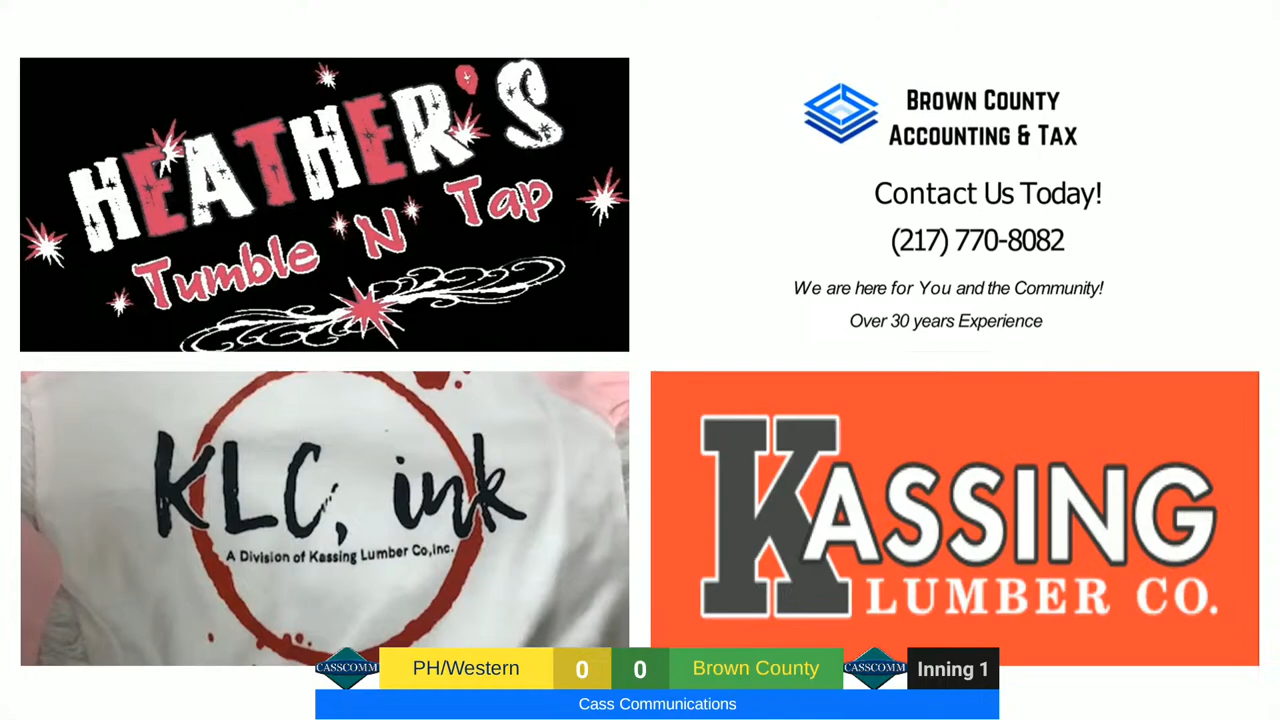 HEATHER'S
Tumble N Tap
BROWN COUNTY
ACCOUNTING & TAX
Contact Us Today!
(217) 770-8082
We are here for You and the Community!
Over 30 years Experience
KLC, ink
A Division of Kassing Lumber Co,inc.
KASSING
LUMBER CO.
CASSCOMM PH/Western 0 0 Brown County CASSCOMM Inning 1
Cass Communications